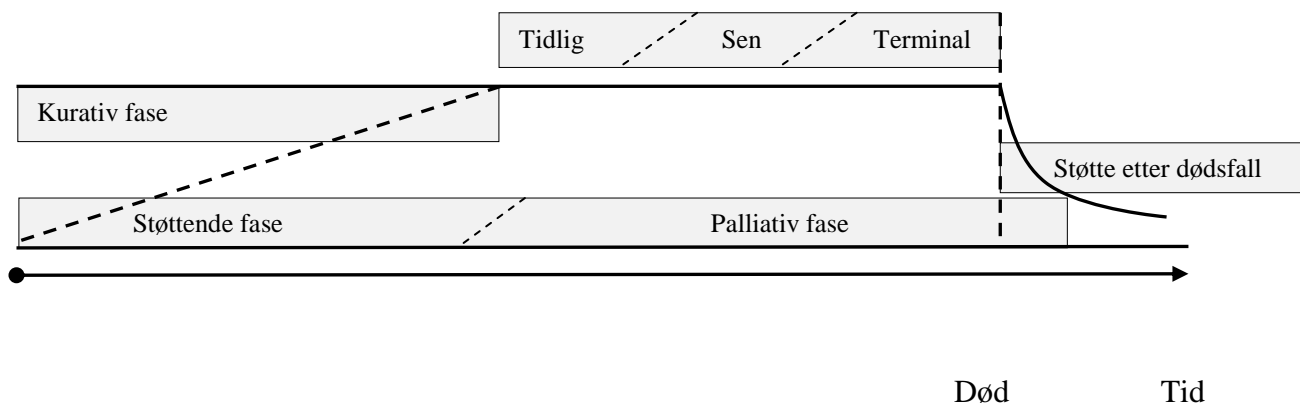 Tidlig Sen Terminal
Kurativ fase
Støtte etter dødsfall
Støttende fase Palliativ fase
Død Tid